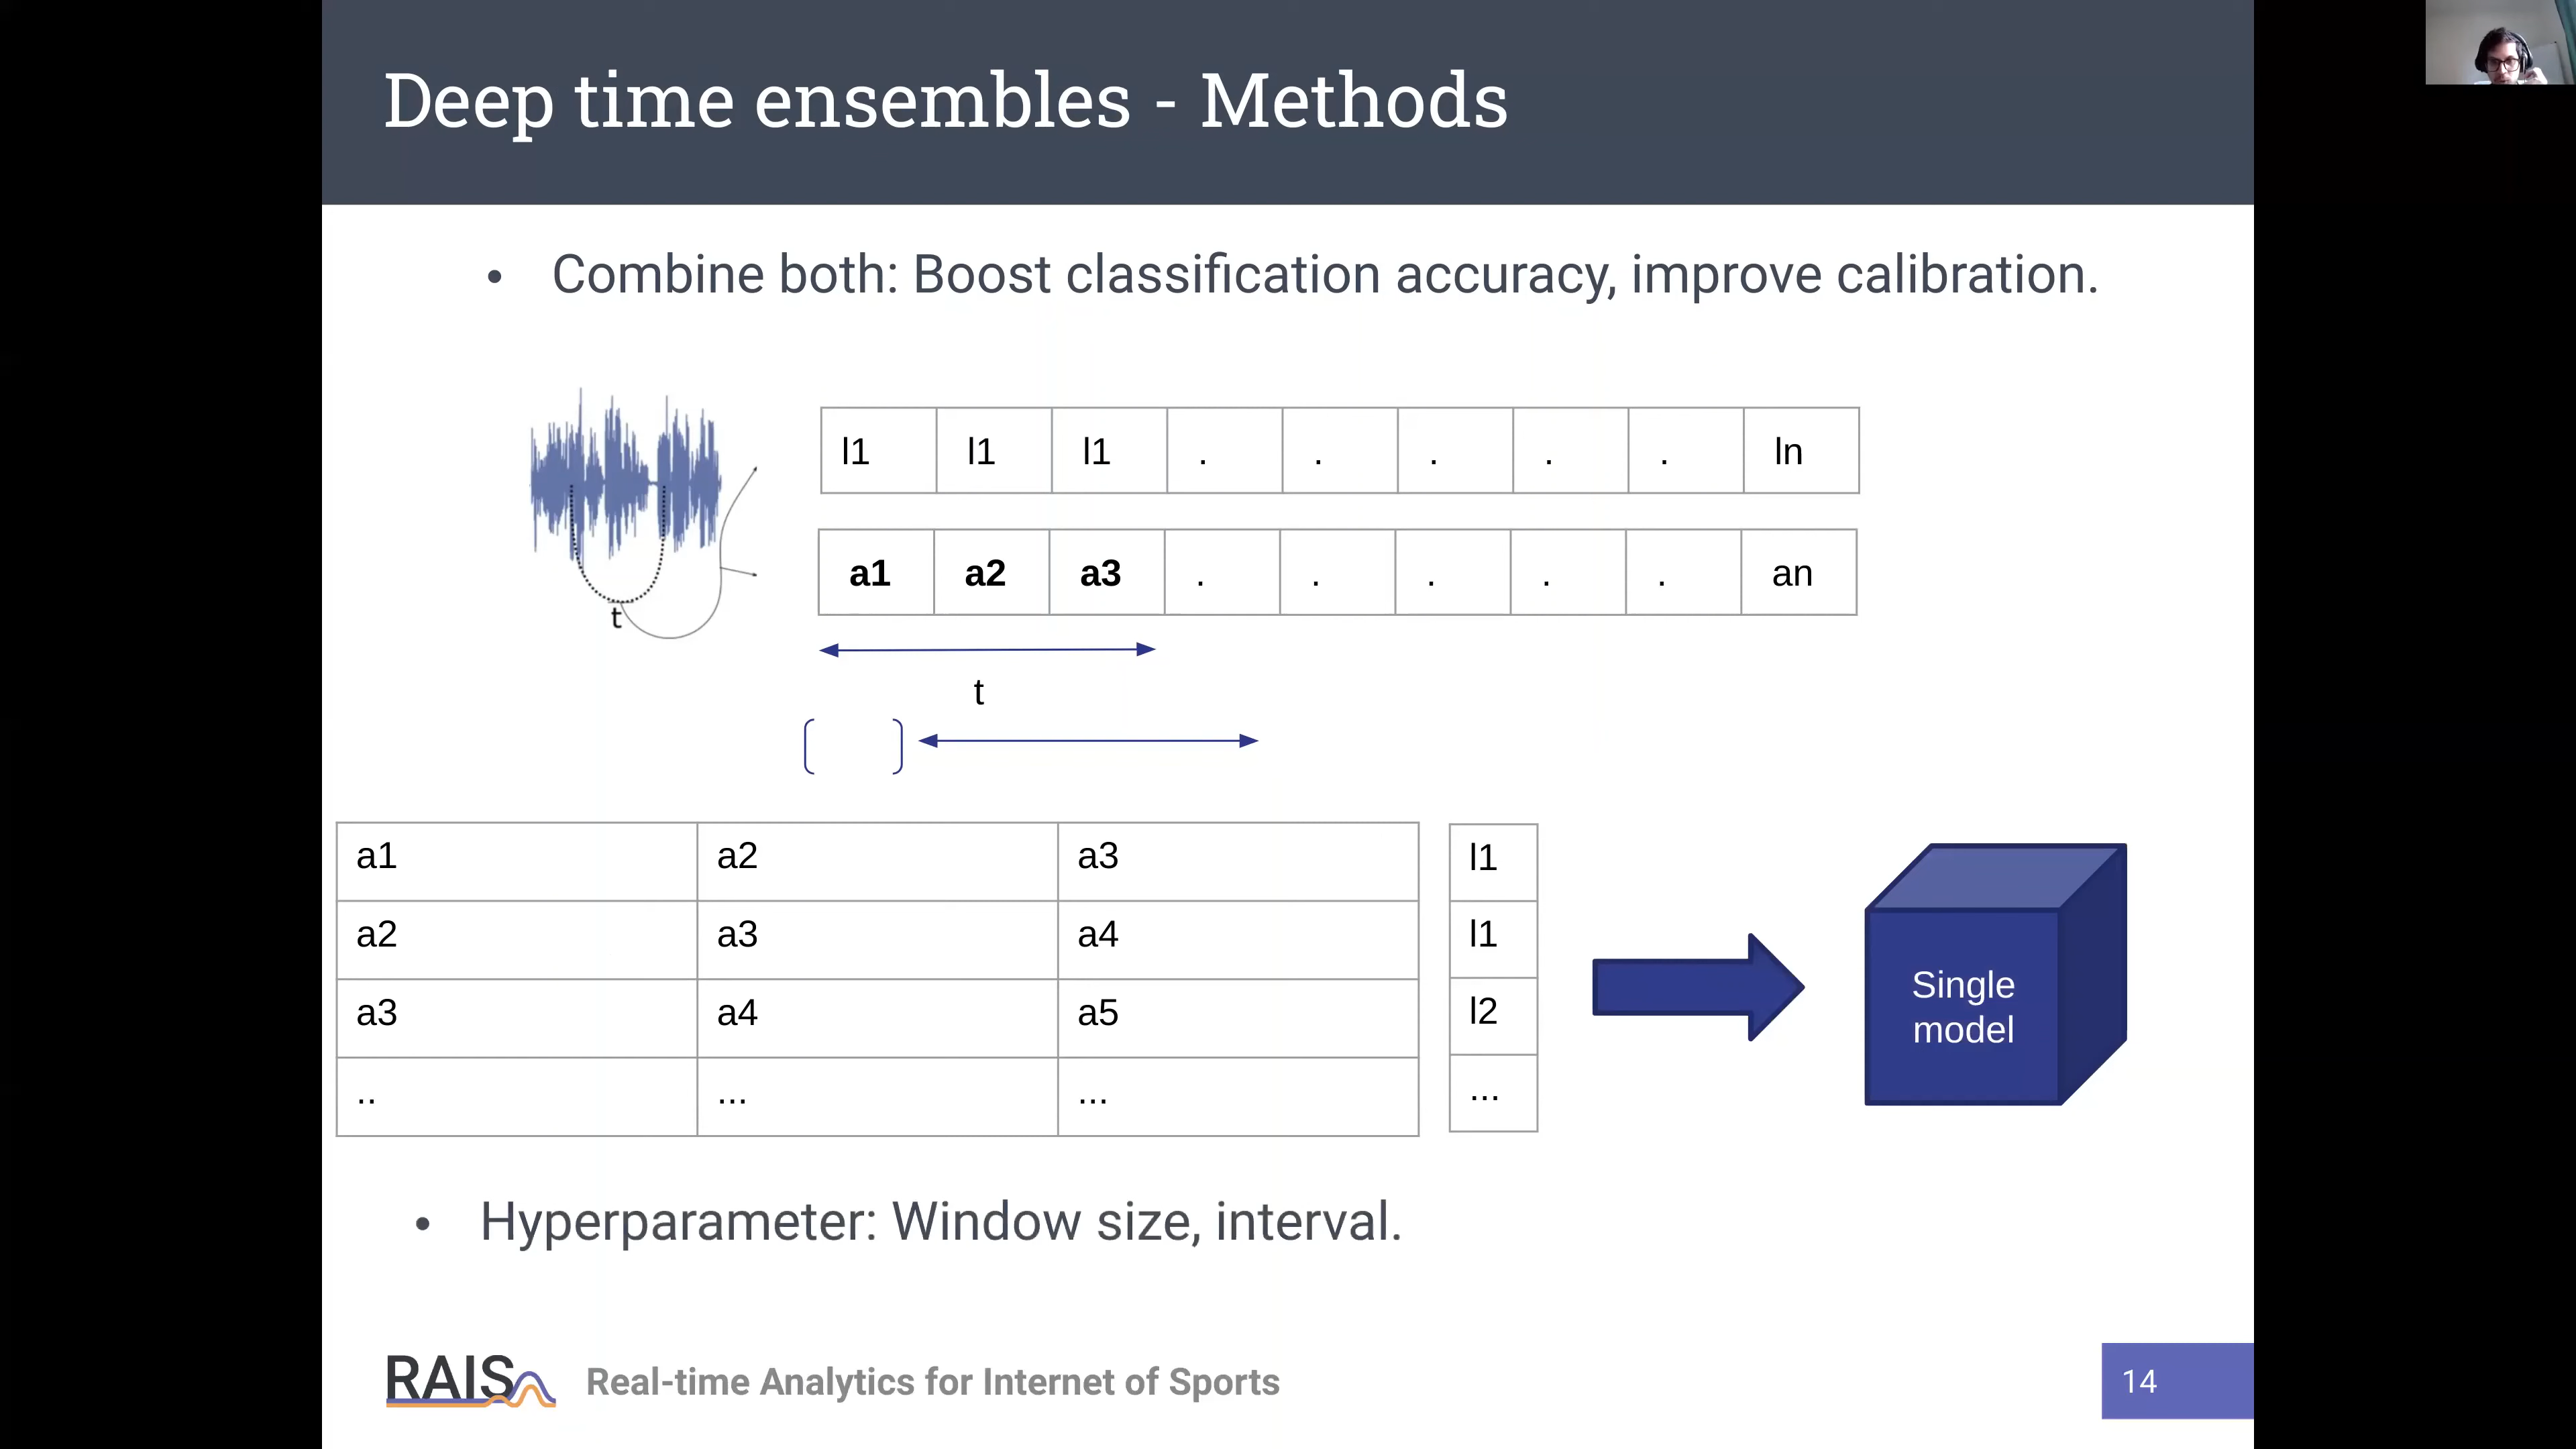 Deep time ensembles - Methods
• Combine both: Boost classification accuracy, improve calibration.
l1 l1 l1 . . . . . ln
a1 a2 a3 . . . . . an
t
t
a1 a2 a3 l1
a2 a3 a4 l1
a3 a4 a5 l2
.. ... ... ...
Single
model
• Hyperparameter: Window size, interval.
RAIS Real-time Analytics for Internet of Sports
14